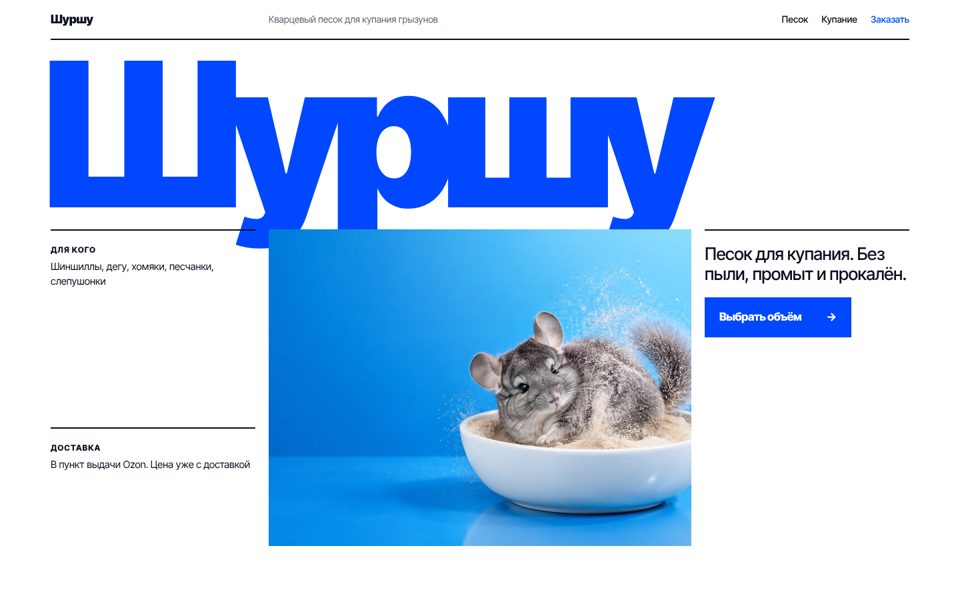 Шуршу
Кварцевый песок для купания грызунов
Песок Купание Заказать
Шуршу
ДЛЯ КОГО
Шиншиллы, дегу, хомяки, песчанки,
слепушонки
ДОСТАВКА
В пункт выдачи Ozon. Цена уже с доставкой
Песок для купания. Без
пыли, промыт и прокалён.
Выбрать объём →